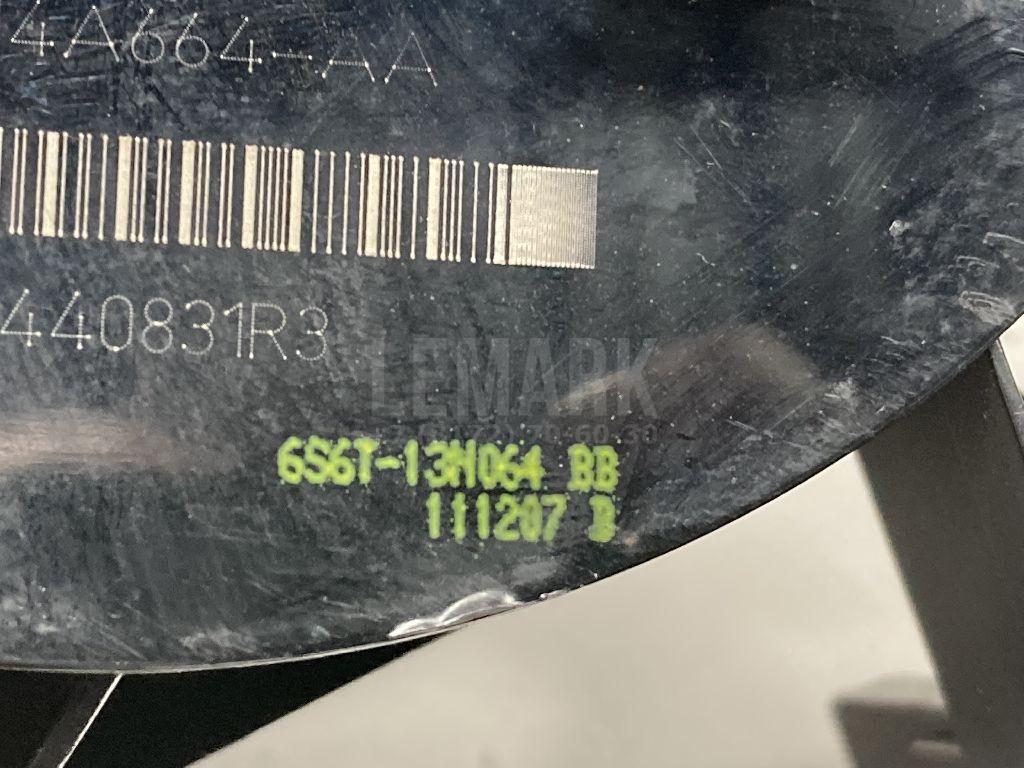 4A664-AA
440831R3
LEMARK
6S6T-13N064 BB
111207 B